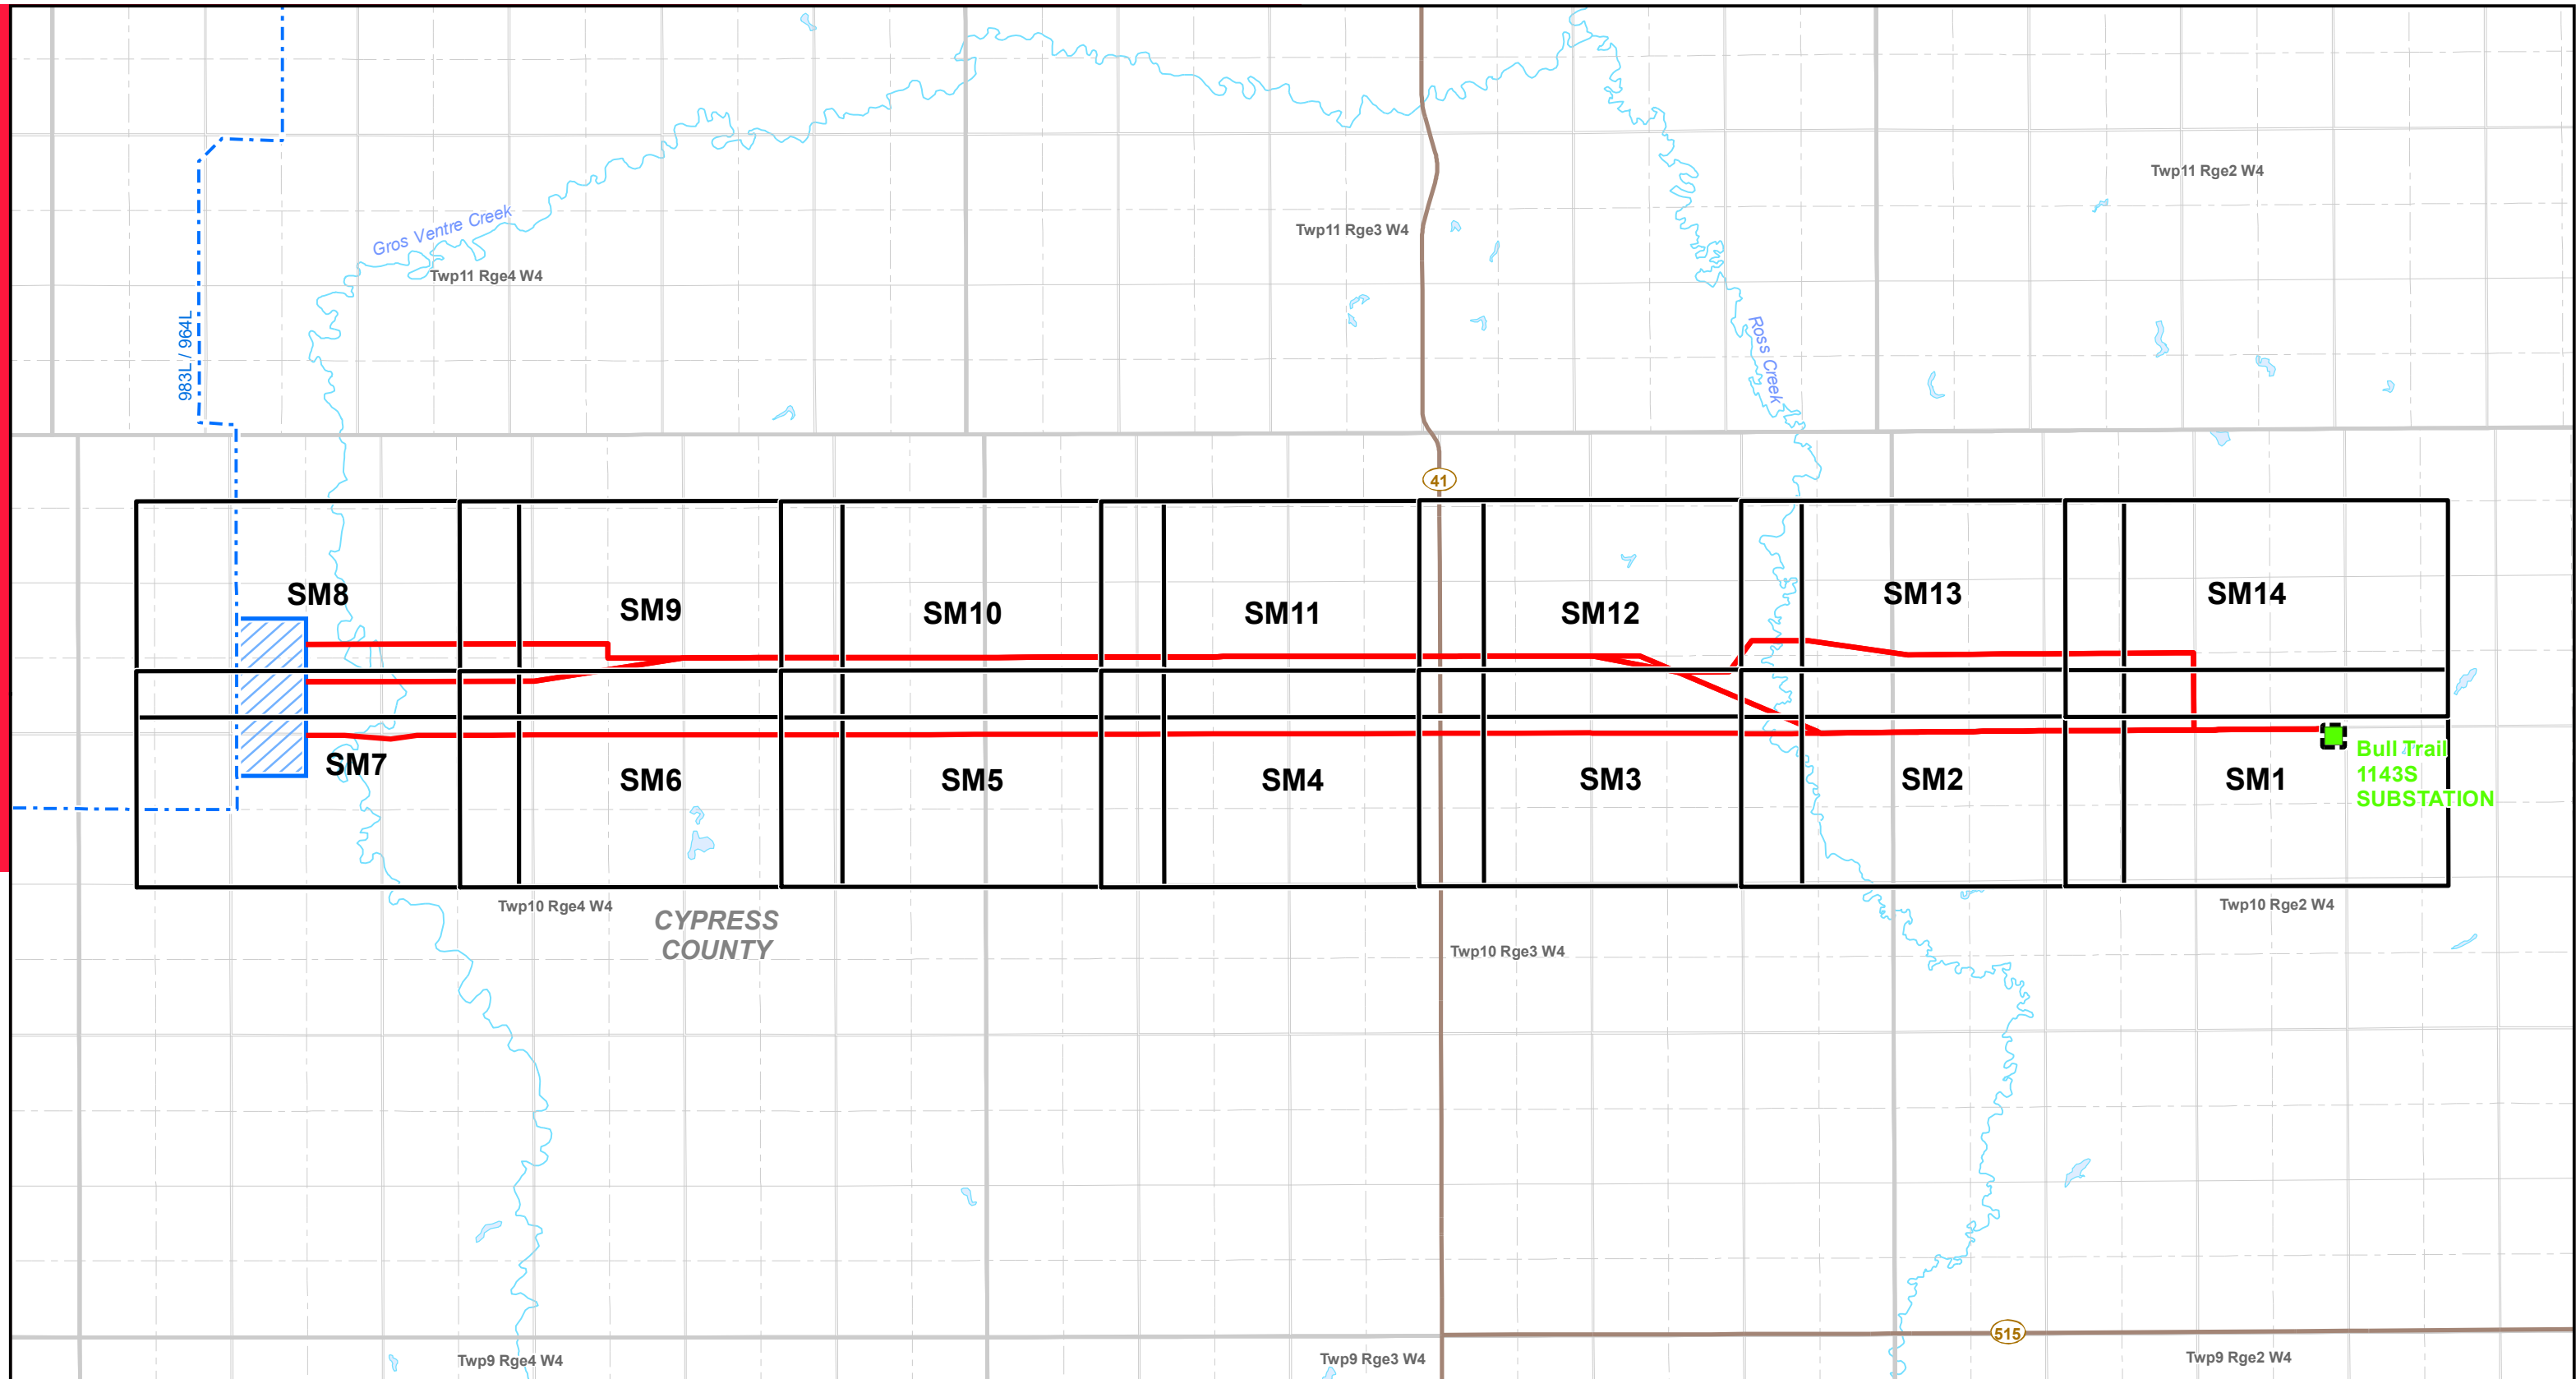 Twp11 Rge2 W4
Gros Ventre Creek
Twp11 Rge3 W4
Twp11 Rge4 W4
983L / 964L
Ross Creek
41
SM8
SM9
SM10
SM11
SM12
SM13
SM14
SM7
SM6
SM5
SM4
SM3
SM2
SM1
Bull Trail
1143S
SUBSTATION
Twp10 Rge4 W4
CYPRESS
COUNTY
Twp10 Rge3 W4
Twp10 Rge2 W4
515
Twp9 Rge4 W4
Twp9 Rge3 W4
Twp9 Rge2 W4